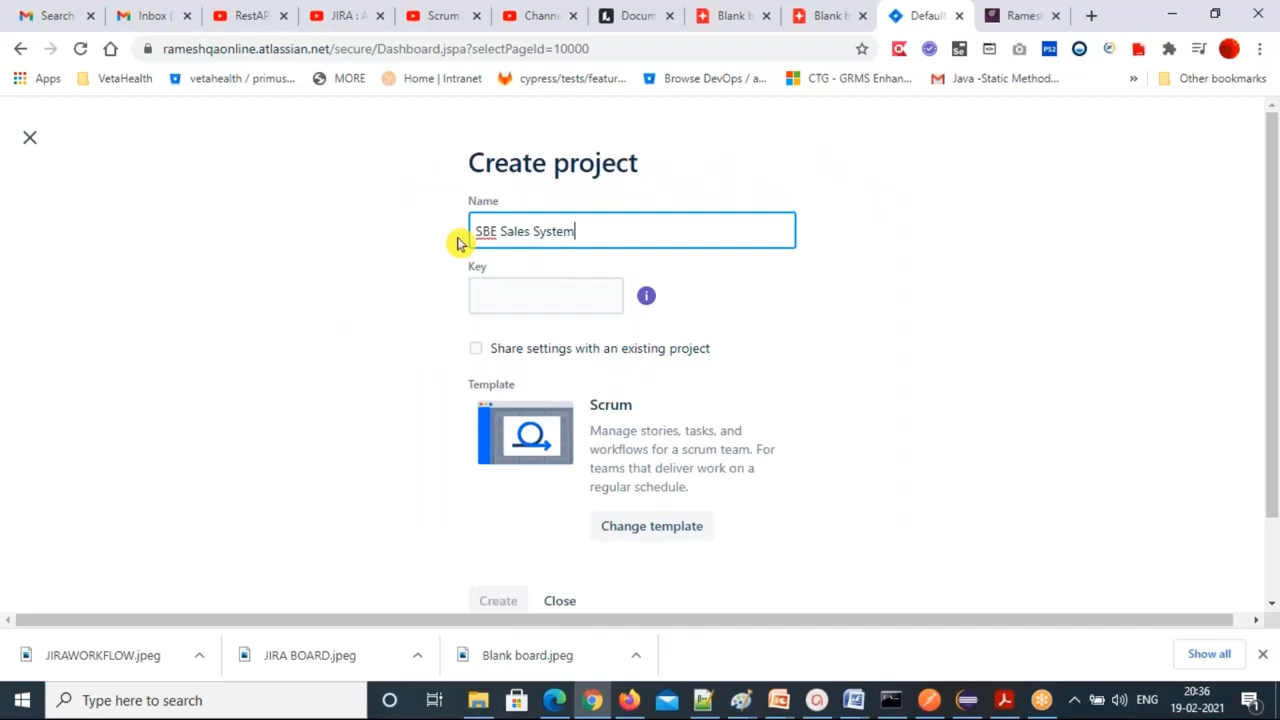 Search
Inbox (
RestAP
JIRA : A
Scrum
Channe
Docum
Blank b
Blank b
Default
Ramest
rameshqaonline.atlassian.net/secure/Dashboard.jspa?selectPageId=10000
Apps
VetaHealth
vetahealth / primus...
MORE
Home | Intranet
cypress/tests/featur...
Browse DevOps / a...
CTG - GRMS Enhan...
Java -Static Method...
»
Other bookmarks
Create project
Name
SBE Sales System
Key
Share settings with an existing project
Template
Scrum
Manage stories, tasks, and
workflows for a scrum team. For
teams that deliver work on a
regular schedule.
Change template
Create
Close
JIRAWORKFLOW.jpeg
JIRA BOARD.jpeg
Blank board.jpeg
Show all
Type here to search
ENG
20:36
19-02-2021